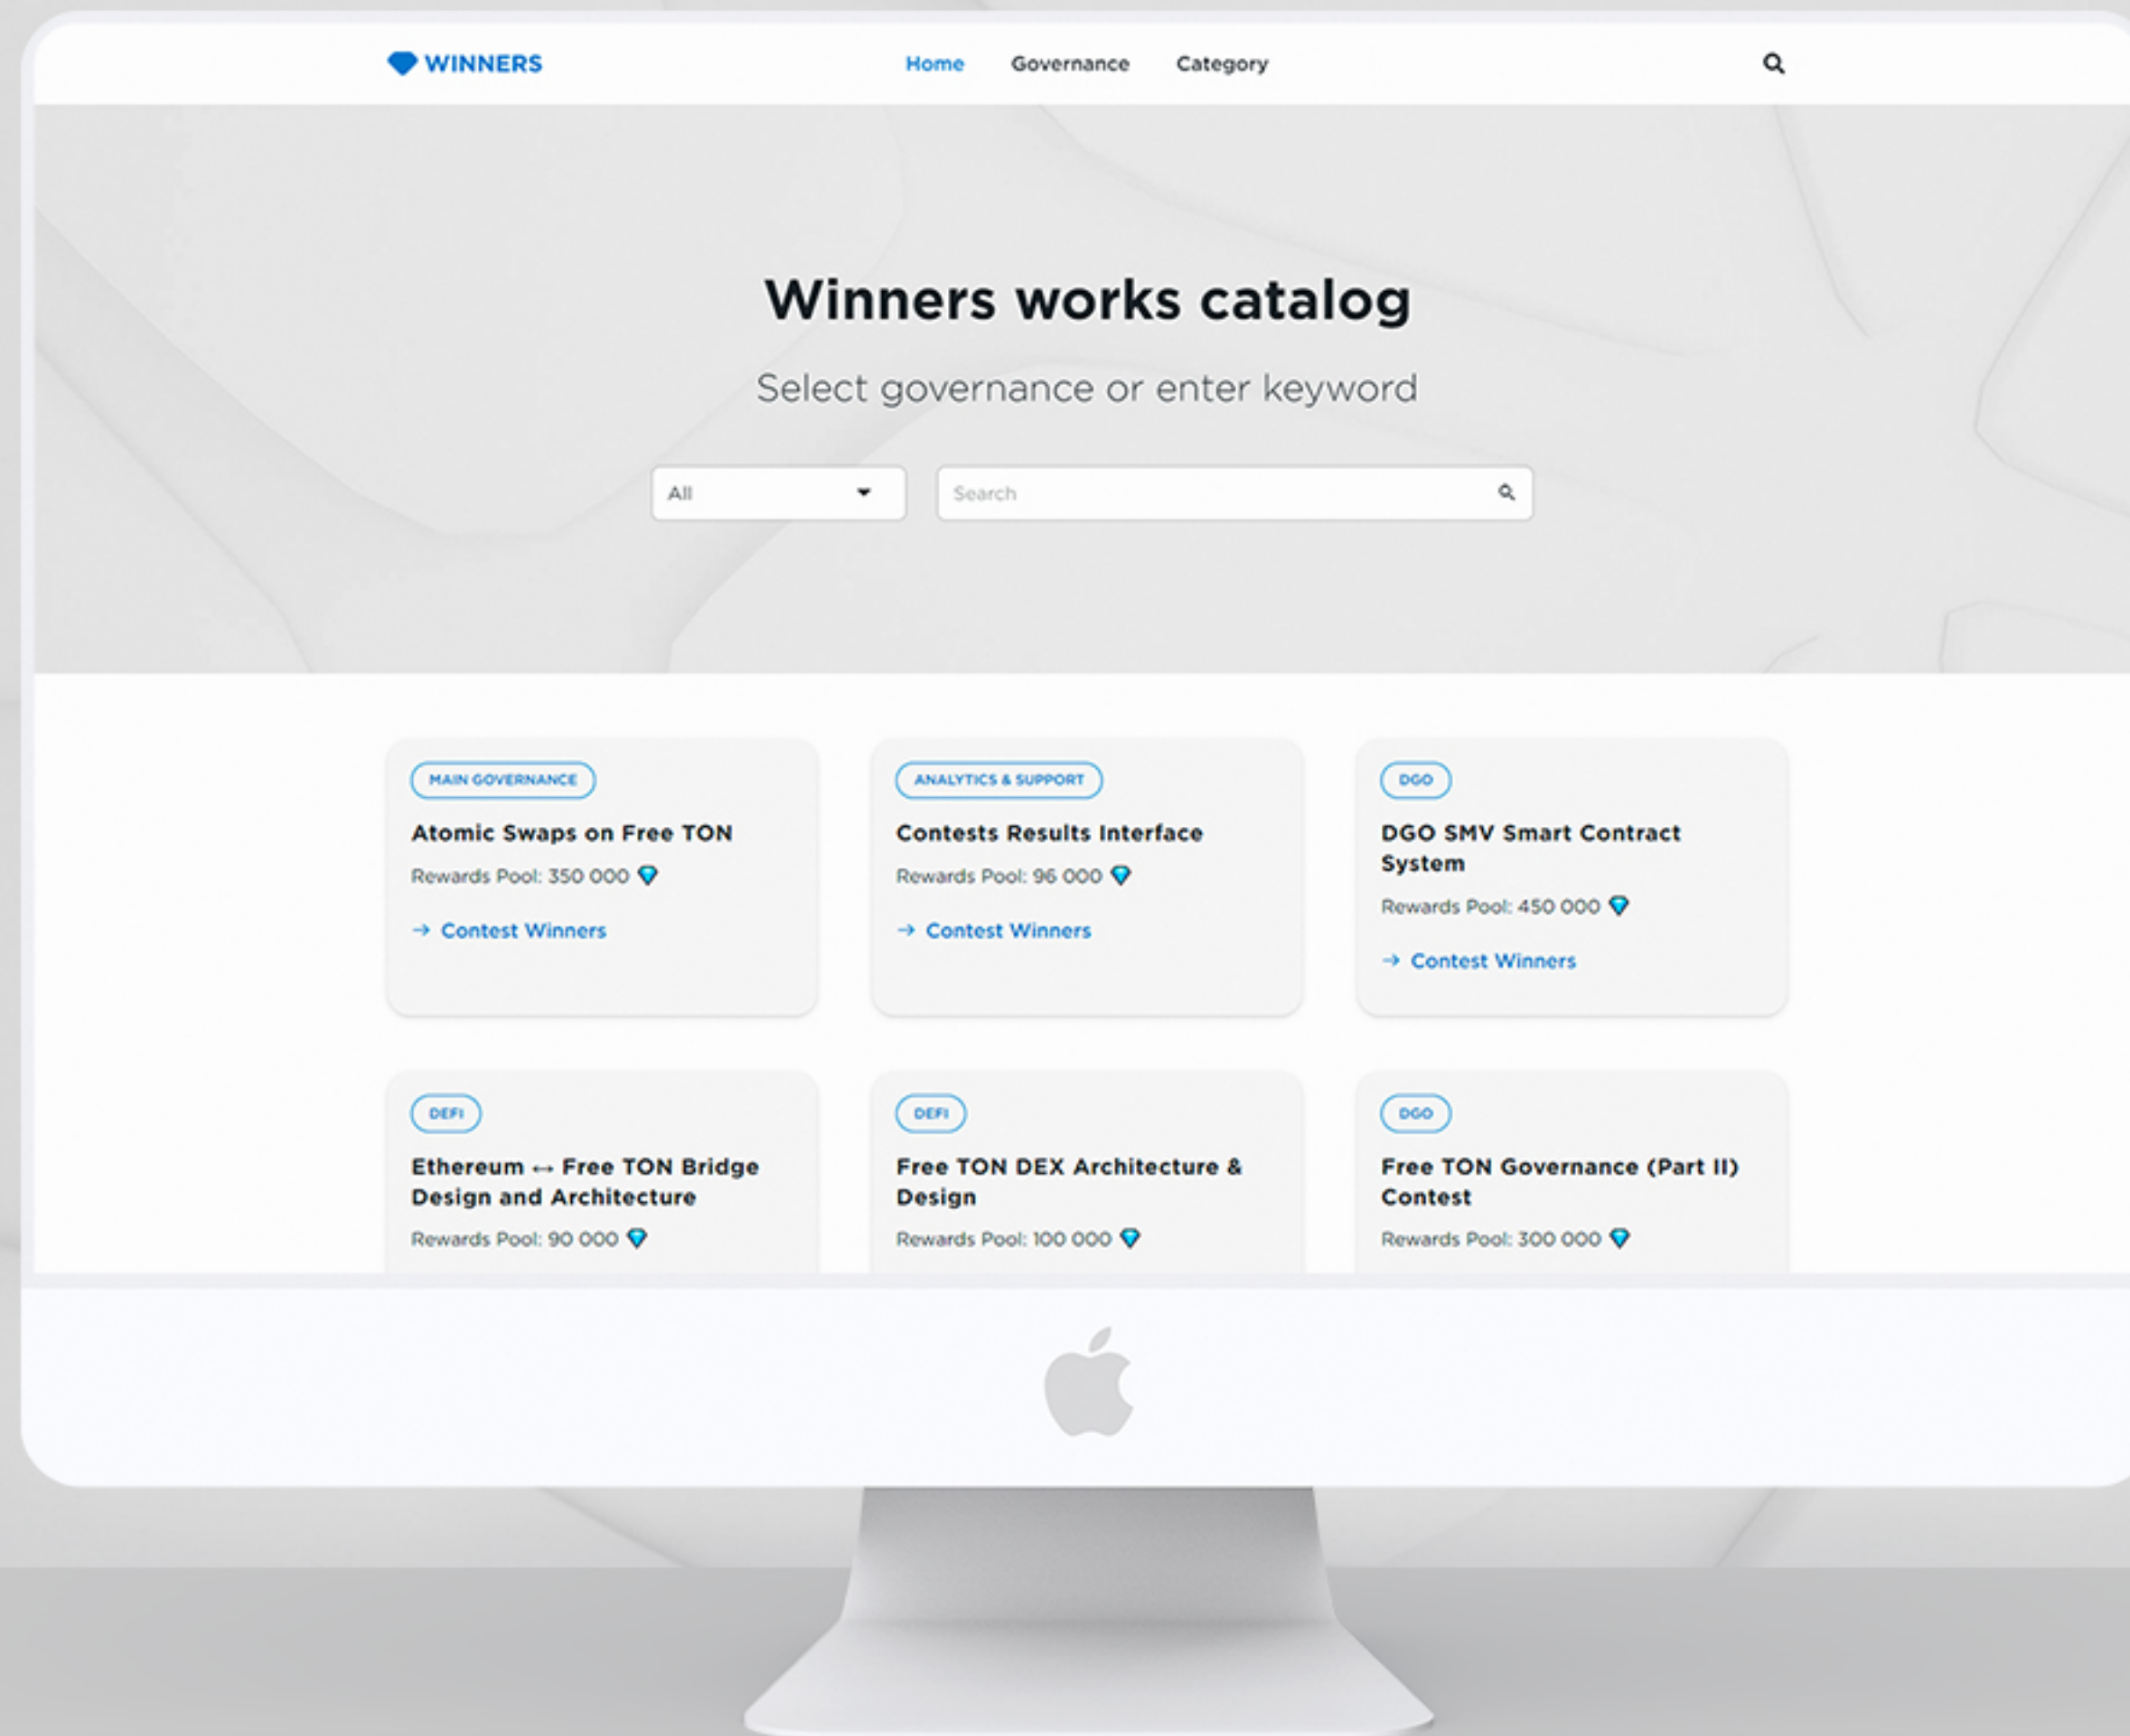 WINNERS
Home Governance Category
Winners works catalog
Select governance or enter keyword
All
Search
MAIN GOVERNANCE
Atomic Swaps on Free TON
Rewards Pool: 350 000
→ Contest Winners
ANALYTICS & SUPPORT
Contests Results Interface
Rewards Pool: 96 000
→ Contest Winners
DGO
DGO SMV Smart Contract
System
Rewards Pool: 450 000
→ Contest Winners
DEFI
Ethereum ↔ Free TON Bridge
Design and Architecture
Rewards Pool: 90 000
DEFI
Free TON DEX Architecture &
Design
Rewards Pool: 100 000
DGO
Free TON Governance (Part II)
Contest
Rewards Pool: 300 000